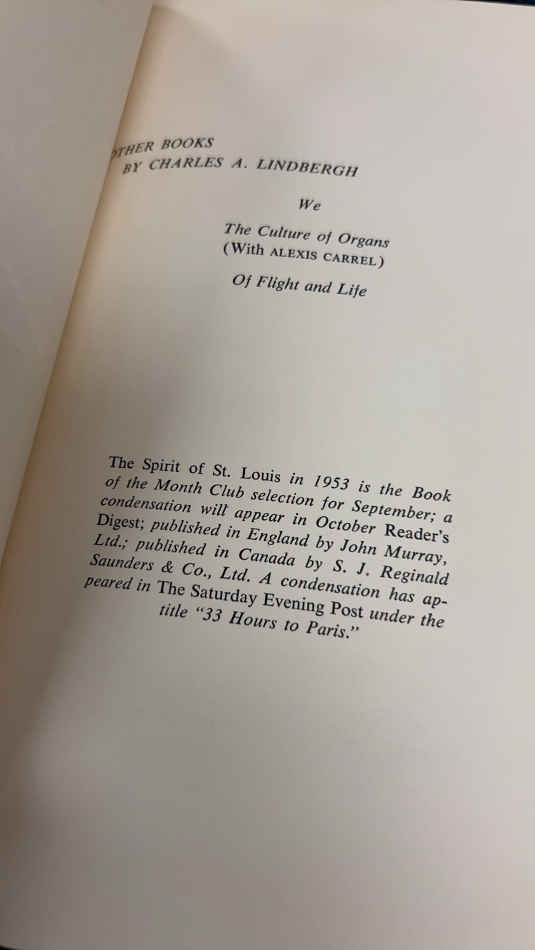 OTHER BOOKS
BY CHARLES A. LINDBERGH
We
The Culture of Organs
(With ALEXIS CARREL)
Of Flight and Life
The Spirit of St. Louis in 1953 is the Book
of the Month Club selection for September; a
condensation will appear in October Reader's
Digest; published in England by John Murray,
Ltd.; published in Canada by S. J. Reginald
Saunders & Co., Ltd. A condensation has ap-
peared in The Saturday Evening Post under the
title "33 Hours to Paris."